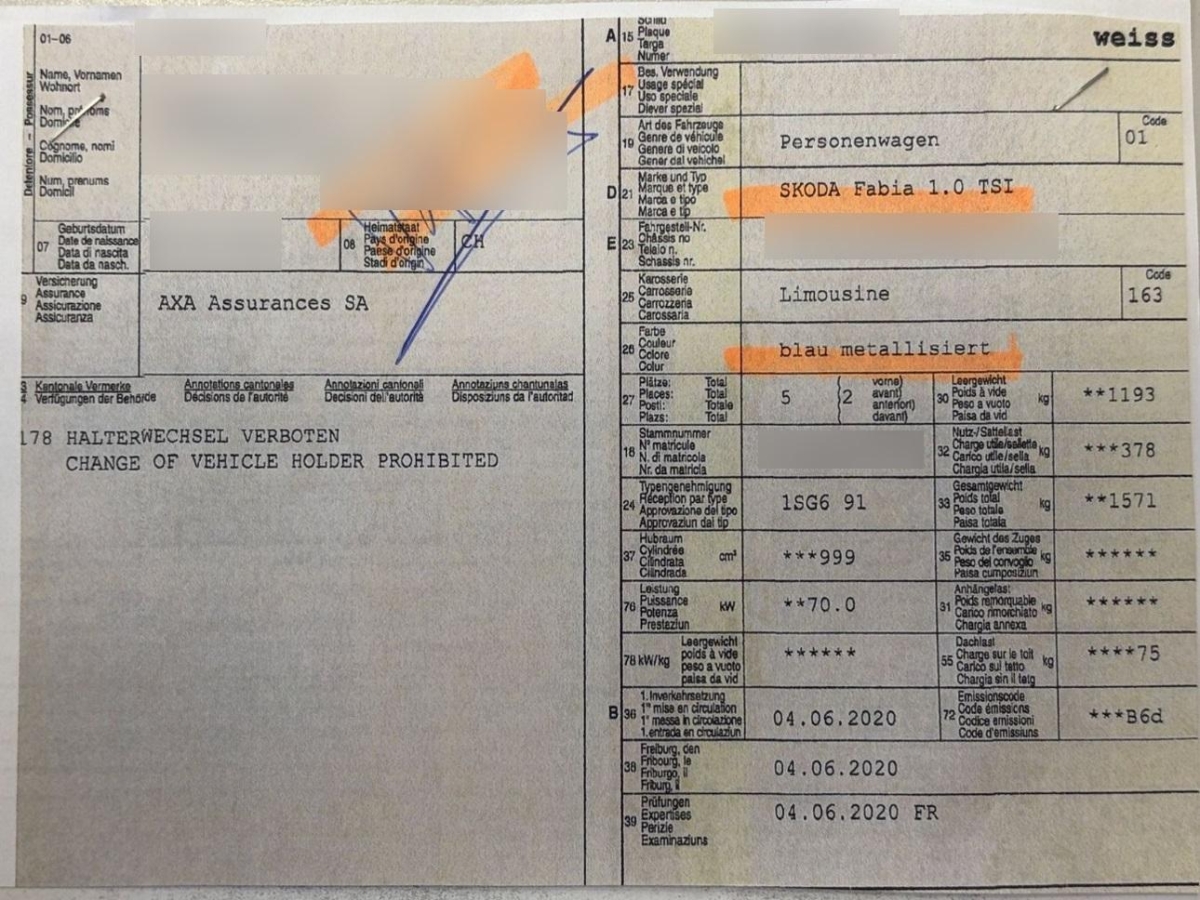 01-06
Detentore - Possessur
Name, Vornamen
Wohnort
Nom, prénoms
Domicile
Cognome, nomi
Domicilio
Num, prenums
Domicil
07
Geburtsdatum
Date de naissance
Data di nascita
Data da nasch.
08
Heimatstaat
Pays d'origine
Paese d'origine
Stadi d'origin
CH
9
Versicherung
Assurance
Assicurazione
Assicuranza
AXA Assurances SA
Kantonale Vermerke
Verfügungen der Behörde
Annotations cantonales
Décisions de l'autorité
Annotazioni cantonali
Decisioni dell'autorità
Annotaziuns chantunalas
Disposiziuns da l'autoritad
178 HALTERWECHSEL VERBOTEN
CHANGE OF VEHICLE HOLDER PROHIBITED
A 15
Schild
Plaque
Targa
Numer
weiss
17
Bes. Verwendung
Usage spécial
Uso speciale
Diever spezial
19
Art des Fahrzeugs
Genre de véhicule
Genere di veicolo
Gener dal vehichel
Personenwagen
Code
01
D 21
Marke und Typ
Marque et type
Marca e tipo
Marca e tip
SKODA Fabia 1.0 TSI
E 23
Fahrgestell-Nr.
Châssis no
Telaio n.
Schassis nr.
25
Karosserie
Carrosserie
Carrozzeria
Carossaria
Limousine
Code
163
26
Farbe
Couleur
Colore
Colur
blau metallisiert
27
Plätze: Total
Places: Total
Posti: Totale
Plazs: Total
5 (2
vorne)
avant)
anteriori)
davant)
30
Leergewicht
Poids à vide
Peso a vuoto
Paisa da vid
kg
**1193
18
Stammnummer
N° matricule
N. di matricola
Nr. da matricla
32
Nutz-/Sattellast
Charge utile/sellette
Carico utile/sella
Chargia utila/sella
kg
***378
24
Typengenehmigung
Réception par type
Approvazione del tipo
Approvaziun dal tip
1SG6 91
33
Gesamtgewicht
Poids total
Peso totale
Paisa totala
kg
**1571
37
Hubraum
Cylindrée
Cilindrata
Cilindrada
cm³
***999
35
Gewicht des Zuges
Poids de l'ensemble
Peso del convoglio
Paisa cumposiziun
kg
******
76
Leistung
Puissance
Potenza
Prestaziun
kW
**70.0
31
Anhängelast
Poids remorquable
Carico rimorchiato
Chargia annexa
kg
******
78 kW/kg
Leergewicht
poids à vide
peso a vuoto
paisa da vid
******
55
Dachlast
Charge sur le toit
Carico sul tetto
Chargia sin il tetg
kg
****75
B 36
1. Inverkehrsetzung
1re mise en circulation
1a messa in circolazione
1. entrada en circulaziun
04.06.2020
72
Emissionscode
Code émissions
Codice emissioni
Code d'emissiuns
***B6d
38
Freiburg, den
Fribourg, le
Friburgo, il
Friburg, il
04.06.2020
39
Prüfungen
Expertises
Perizie
Examinaziuns
04.06.2020 FR